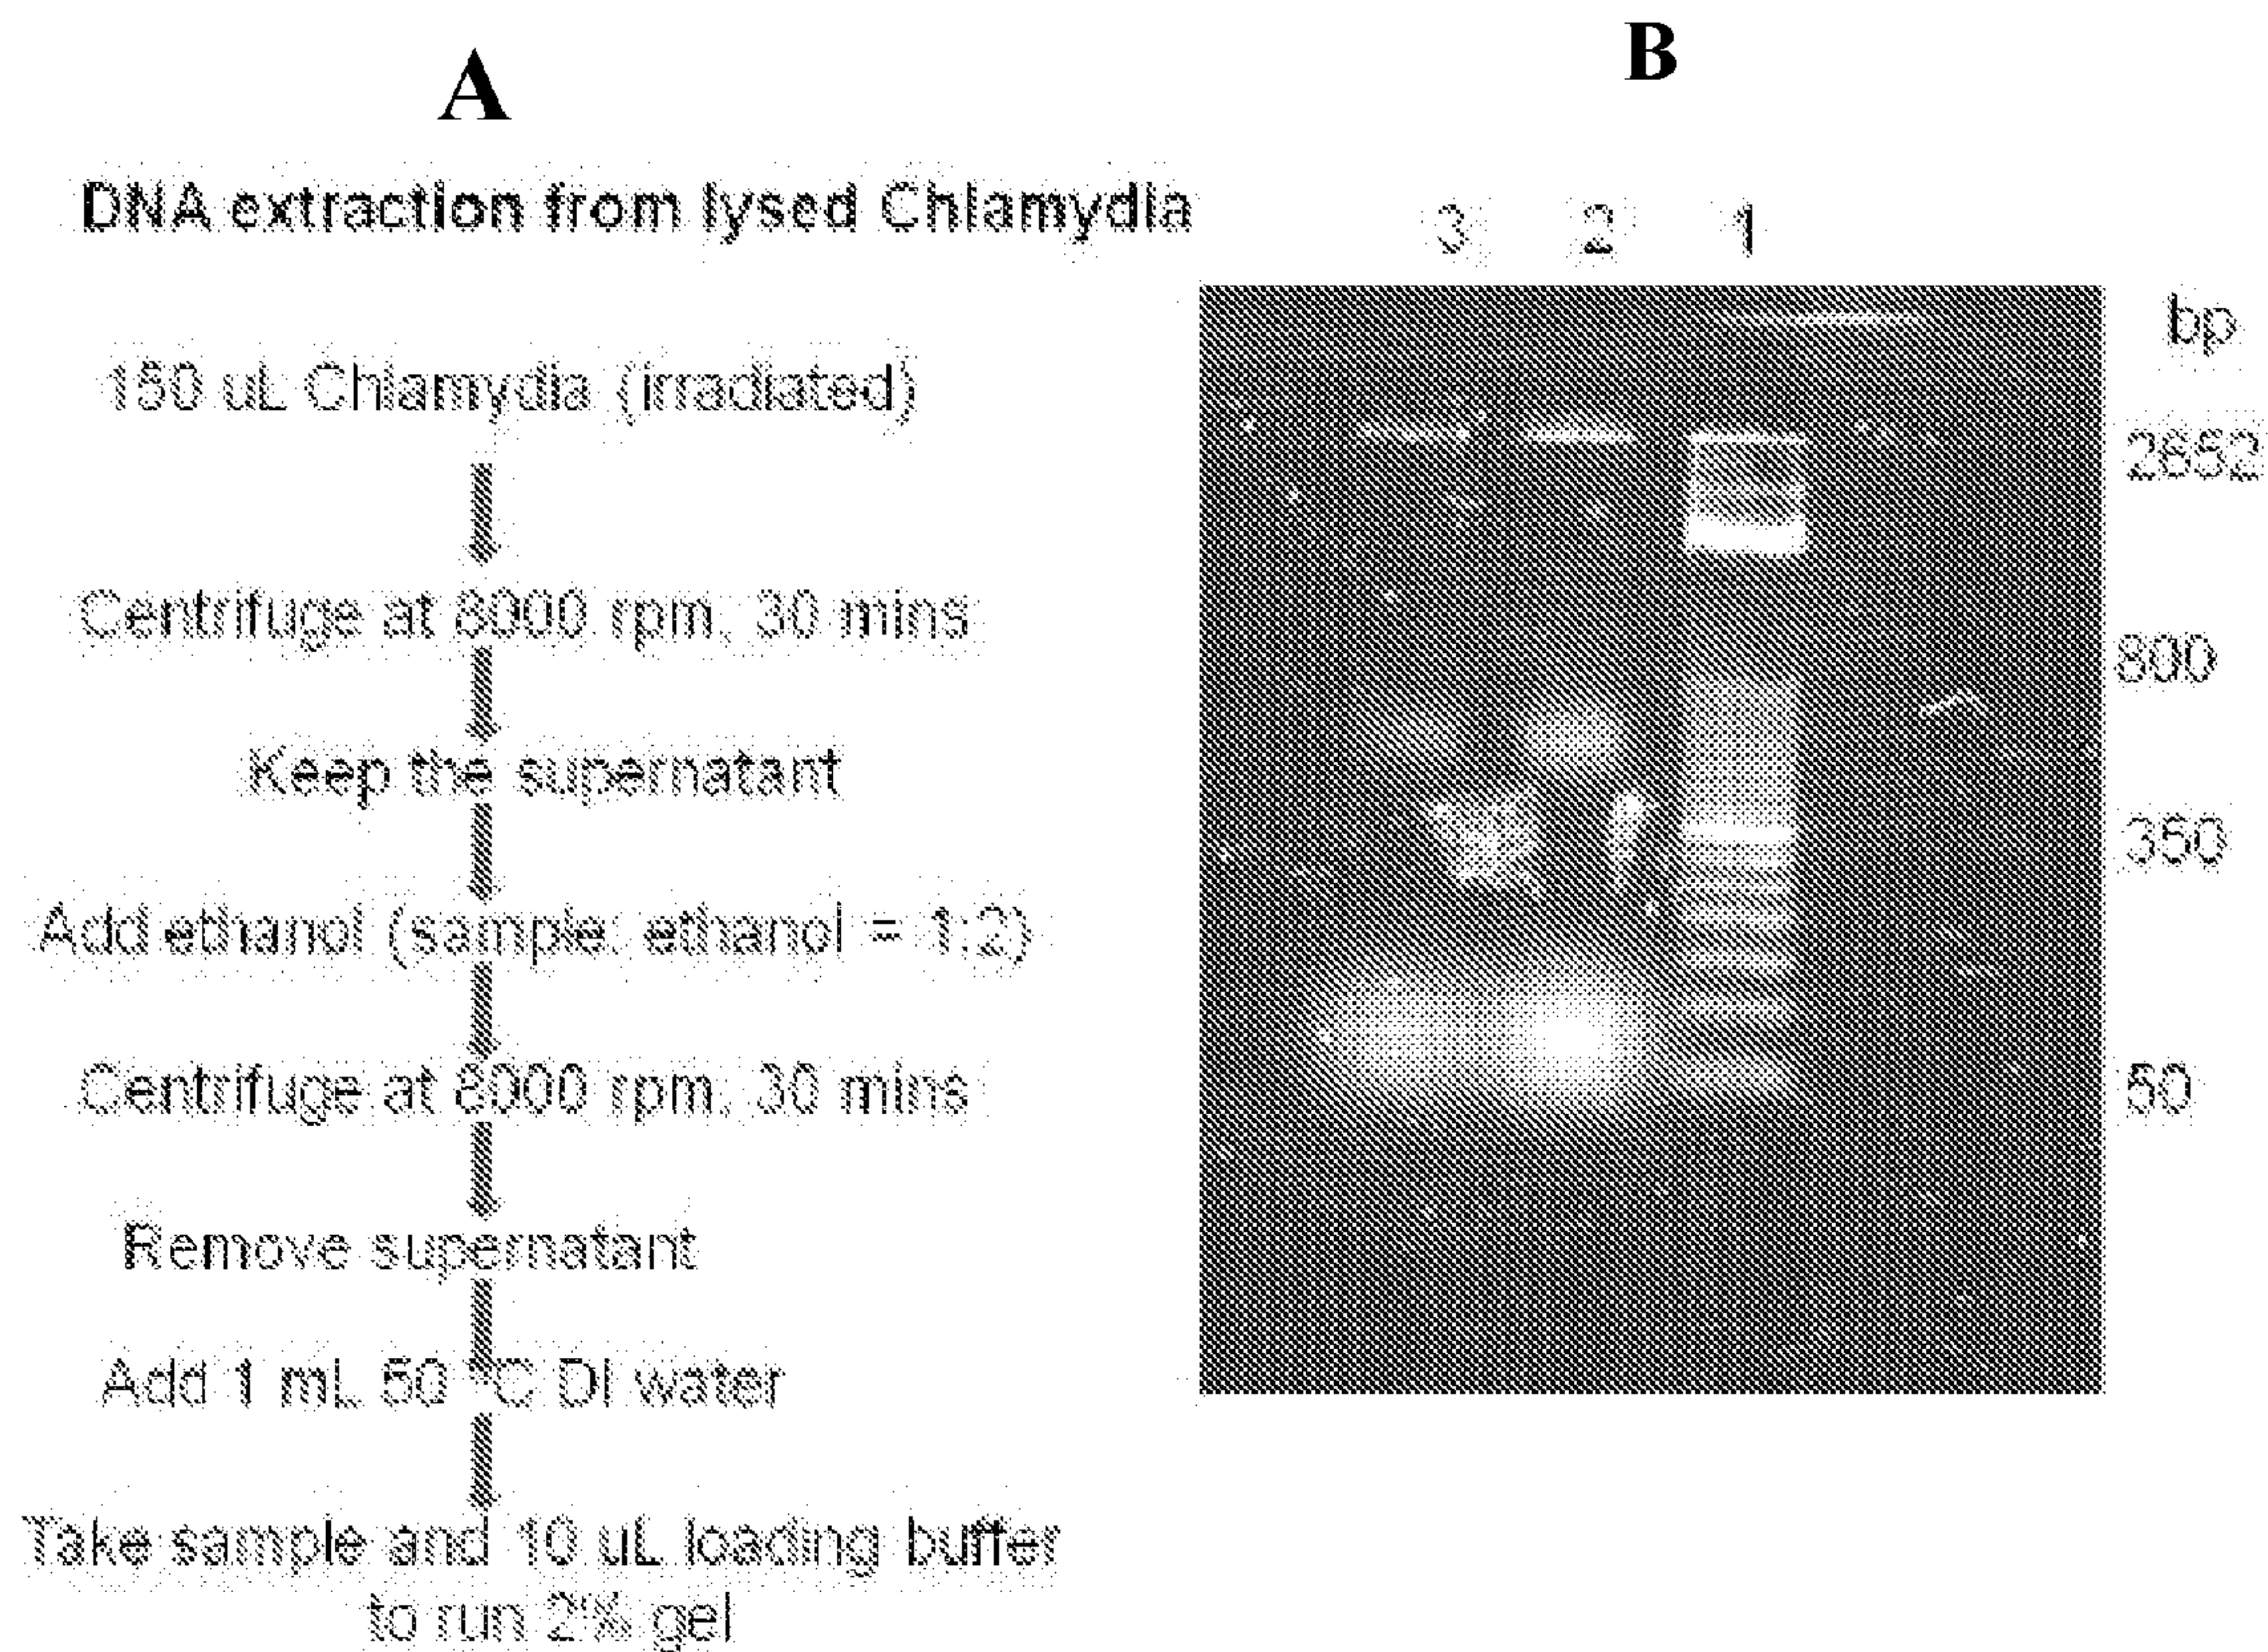 A
DNA extraction from lysed Chlamydia
150 uL Chlamydia (irradiated)
Centrifuge at 8000 rpm, 30 mins
Keep the supernatant
Add ethanol (sample: ethanol = 1:2)
Centrifuge at 8000 rpm, 30 mins
Remove supernatant
Add 1 mL 50 °C DI water
Take sample and 10 uL loading buffer
to run 2% gel
B
3 2 1
bp
2652
800
350
50